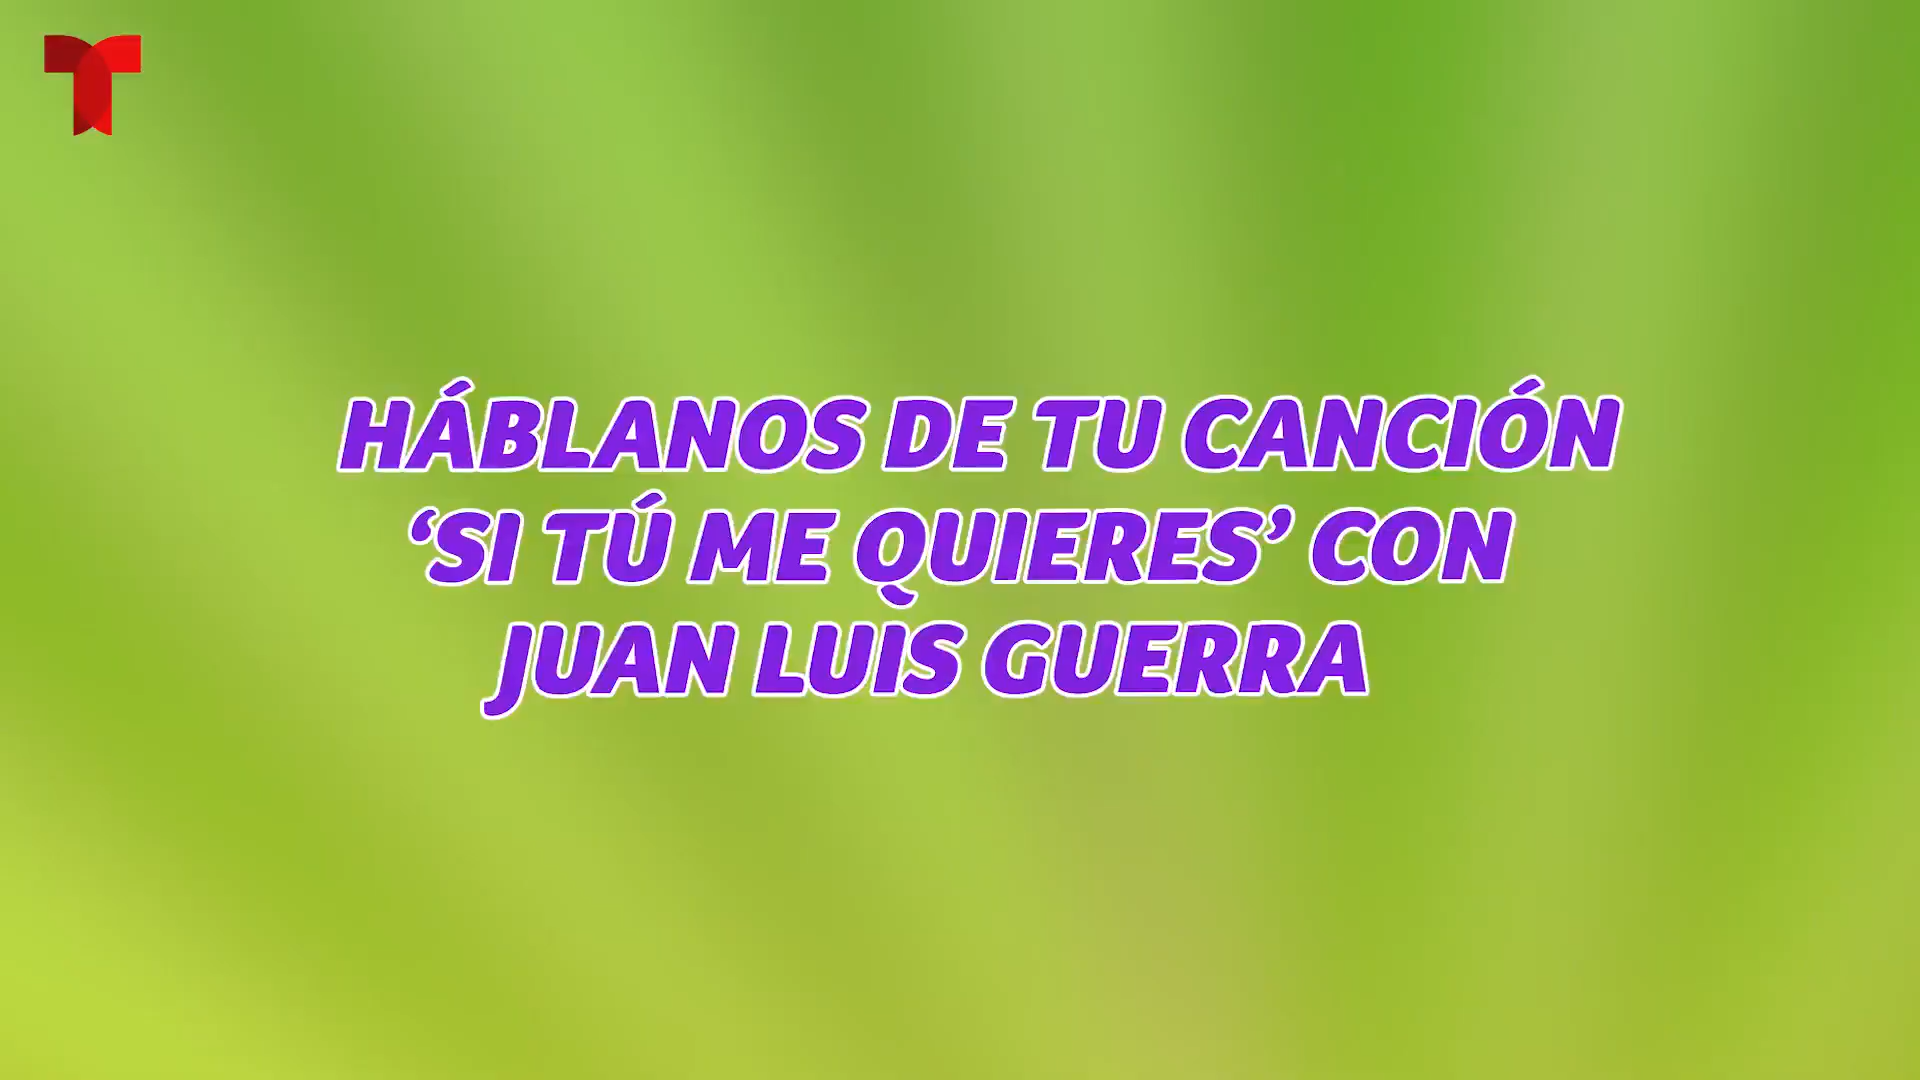 HÁBLANOS DE TU CANCIÓN
‘SI TÚ ME QUIERES’ CON
JUAN LUIS GUERRA